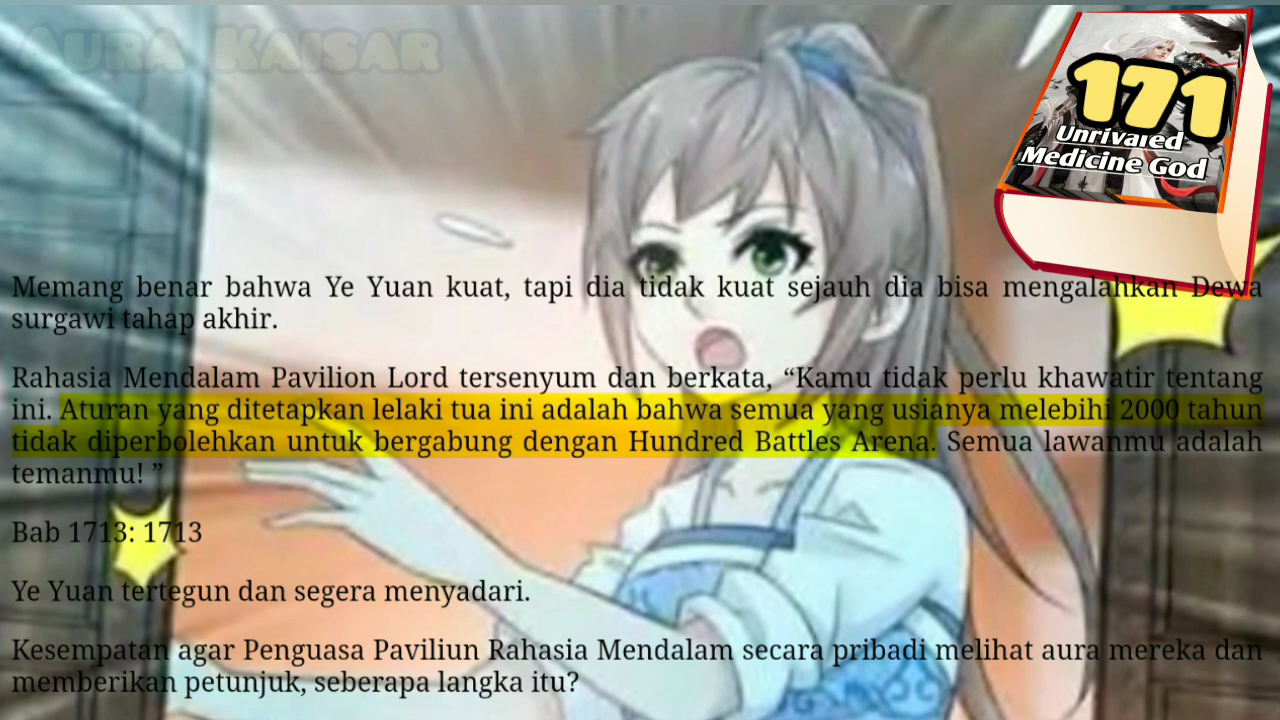 Aura Kaisar
171
Unrivaled
Medicine God
Memang benar bahwa Ye Yuan kuat, tapi dia tidak kuat sejauh dia bisa mengalahkan Dewa
surgawi tahap akhir.
Rahasia Mendalam Pavilion Lord tersenyum dan berkata, “Kamu tidak perlu khawatir tentang
ini. Aturan yang ditetapkan lelaki tua ini adalah bahwa semua yang usianya melebihi 2000 tahun
tidak diperbolehkan untuk bergabung dengan Hundred Battles Arena. Semua lawanmu adalah
temanmu! ”
Bab 1713: 1713
Ye Yuan tertegun dan segera menyadari.
Kesempatan agar Penguasa Paviliun Rahasia Mendalam secara pribadi melihat aura mereka dan
memberikan petunjuk, seberapa langka itu?